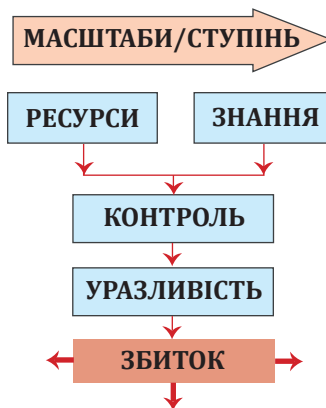 МАСШТАБИ/СТУПІНЬ
РЕСУРСИ
ЗНАННЯ
КОНТРОЛЬ
УРАЗЛИВІСТЬ
ЗБИТОК